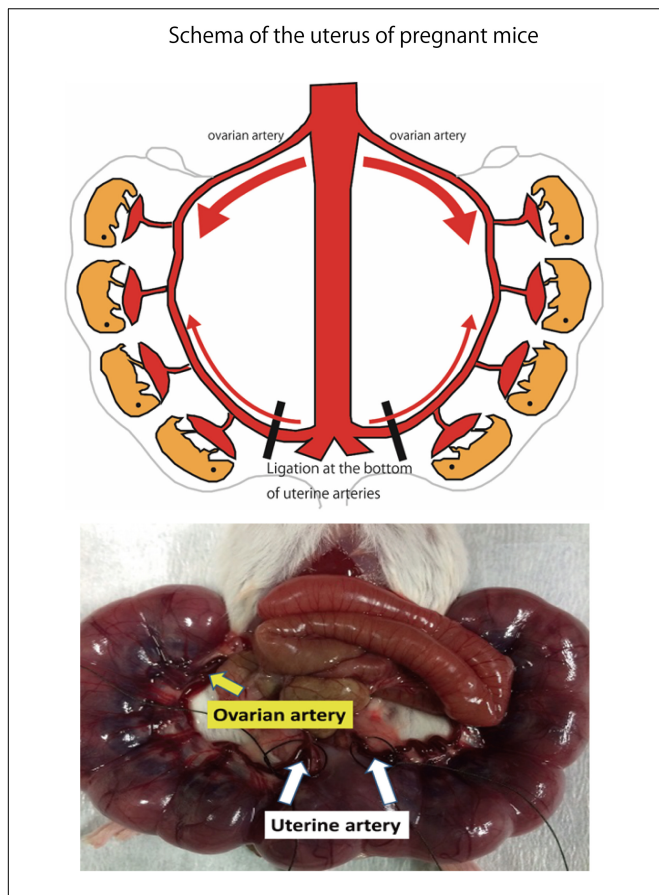 Schema of the uterus of pregnant mice
ovarian artery
ovarian artery
Ligation at the bottom
of uterine arteries
Ovarian artery
Uterine artery